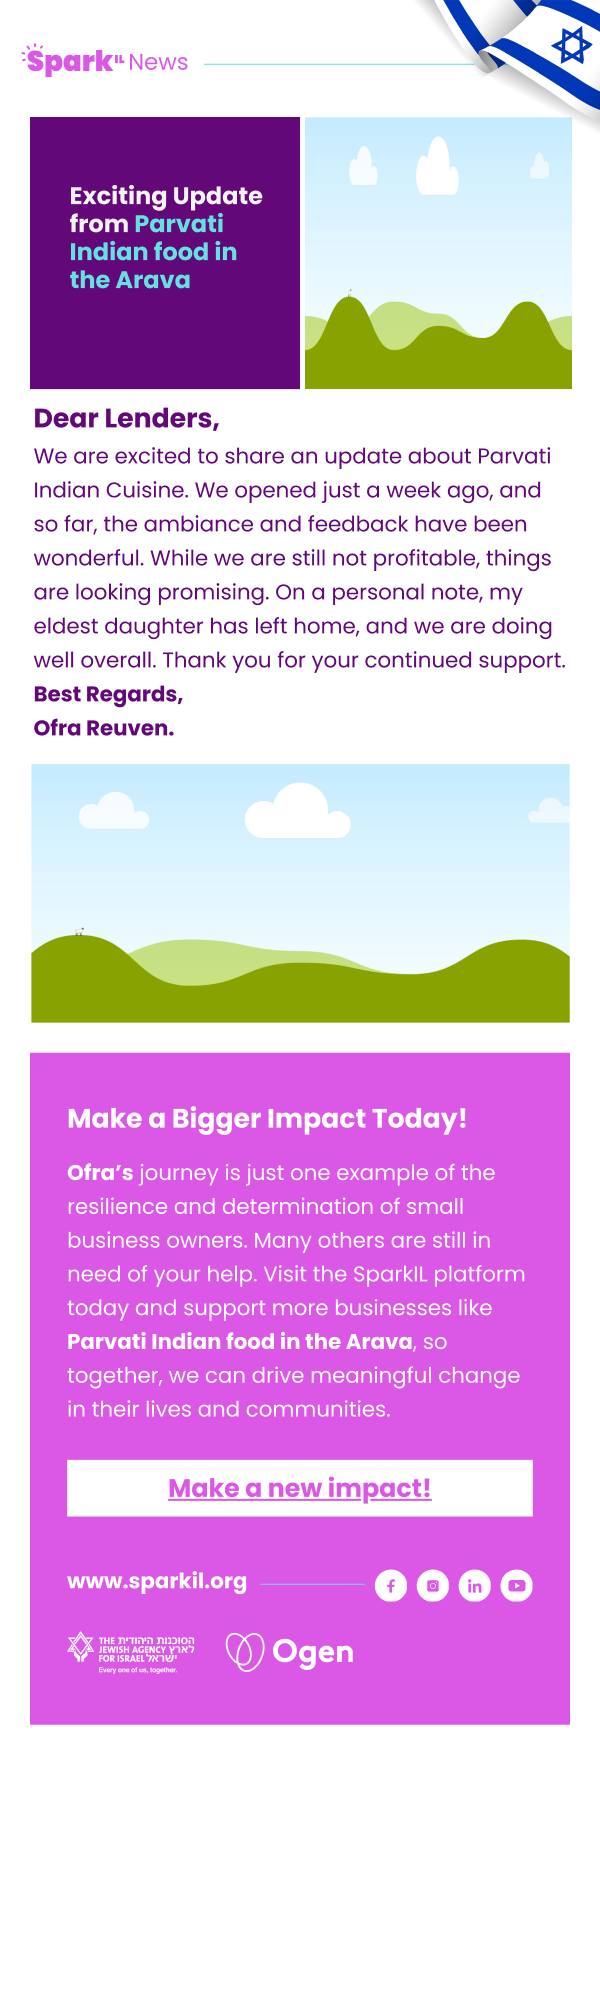 SparkIL News
Exciting Update
from Parvati
Indian food in
the Arava
Dear Lenders,
We are excited to share an update about Parvati
Indian Cuisine. We opened just a week ago, and
so far, the ambiance and feedback have been
wonderful. While we are still not profitable, things
are looking promising. On a personal note, my
eldest daughter has left home, and we are doing
well overall. Thank you for your continued support.
Best Regards,
Ofra Reuven.
Make a Bigger Impact Today!
Ofra’s journey is just one example of the
resilience and determination of small
business owners. Many others are still in
need of your help. Visit the SparkIL platform
today and support more businesses like
Parvati Indian food in the Arava, so
together, we can drive meaningful change
in their lives and communities.
Make a new impact!
www.sparkil.org
THE הסוכנות היהודית
JEWISH AGENCY לארץ
FOR ISRAEL ישראל
Every one of us, together.
Ogen